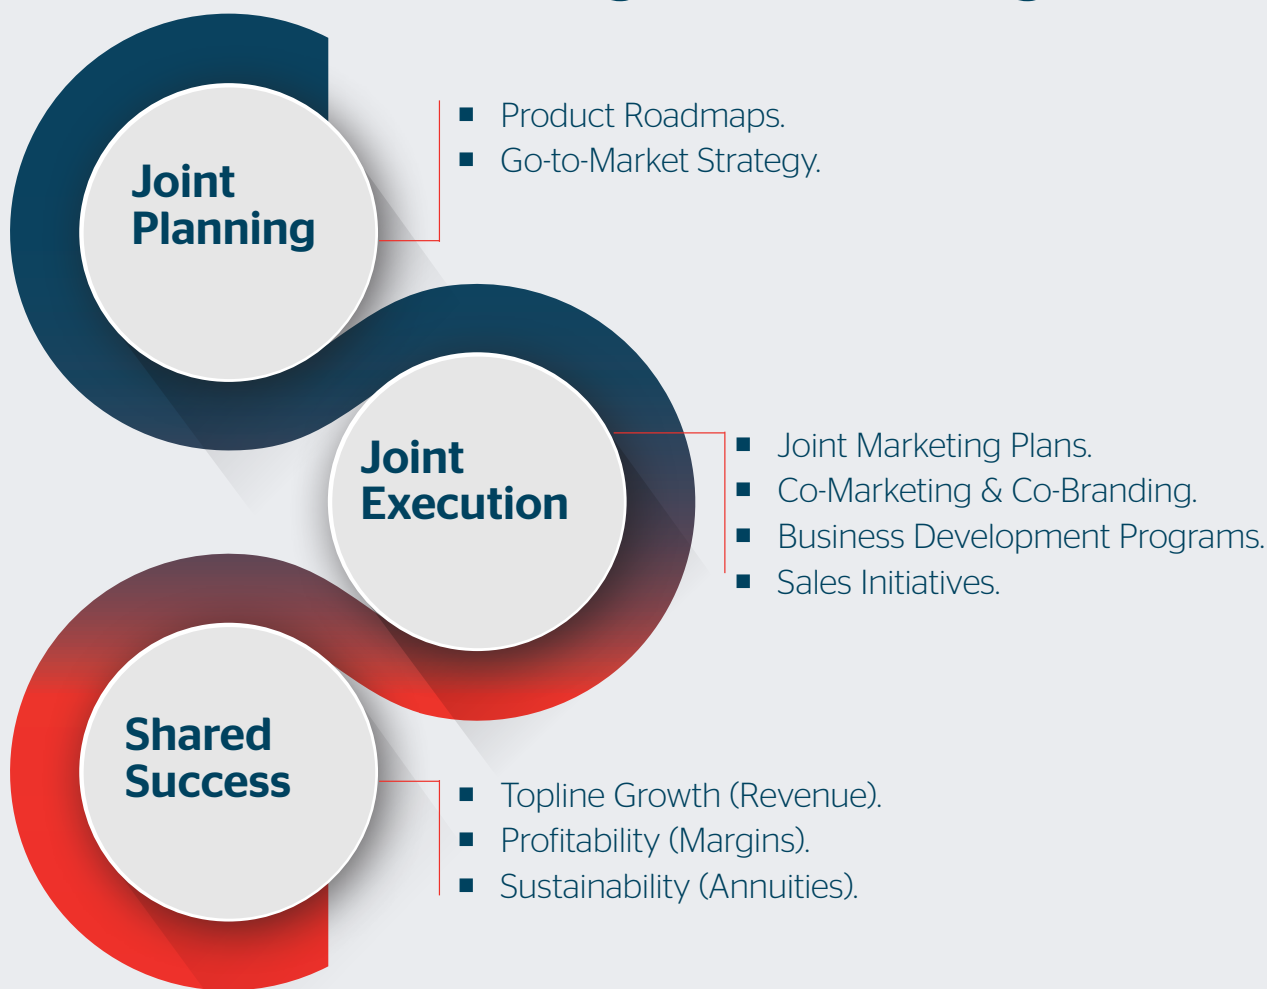 Joint
Planning
■ Product Roadmaps.
■ Go-to-Market Strategy.
Joint
Execution
■ Joint Marketing Plans.
■ Co-Marketing & Co-Branding.
■ Business Development Programs.
■ Sales Initiatives.
Shared
Success
■ Topline Growth (Revenue).
■ Profitability (Margins).
■ Sustainability (Annuities).